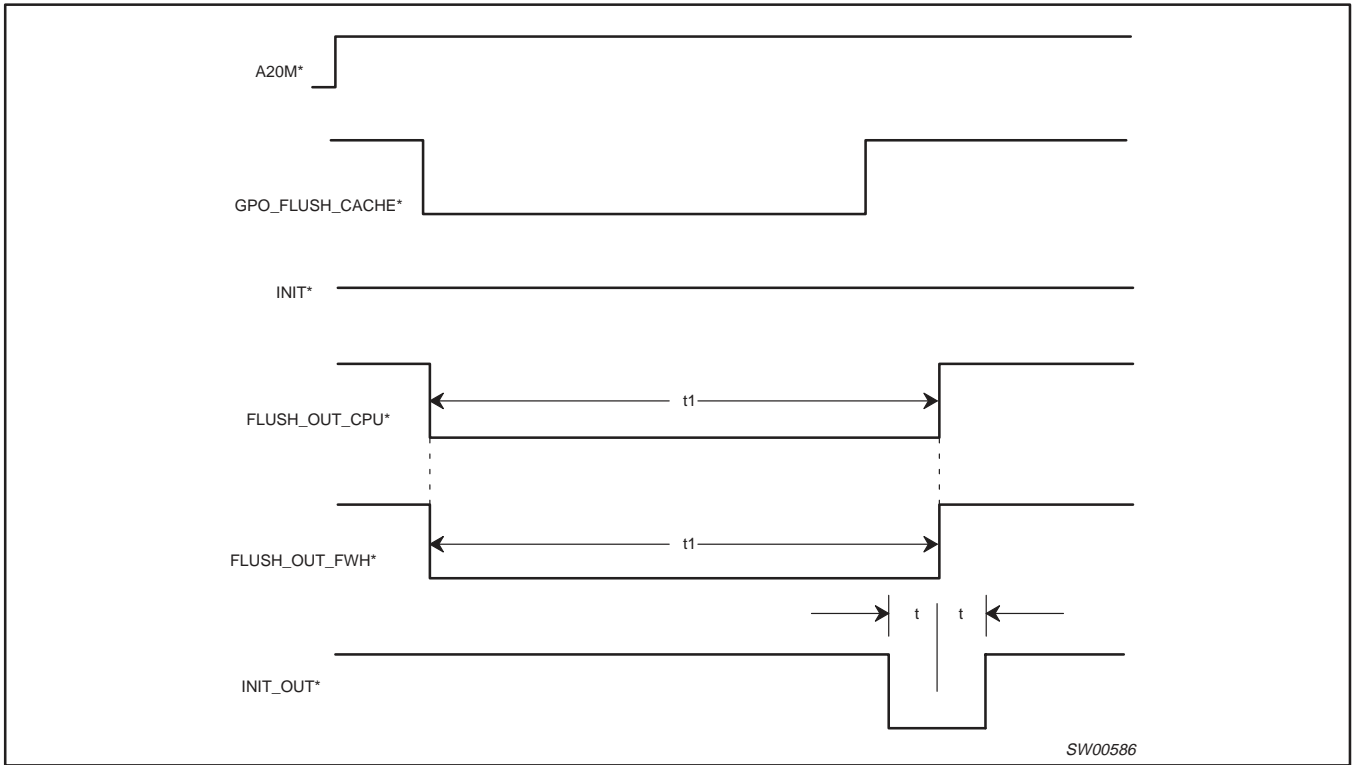 A20M*
GPO_FLUSH_CACHE*
INIT*
t1
FLUSH_OUT_CPU*
t1
FLUSH_OUT_FWH*
t t
INIT_OUT*
SW00586